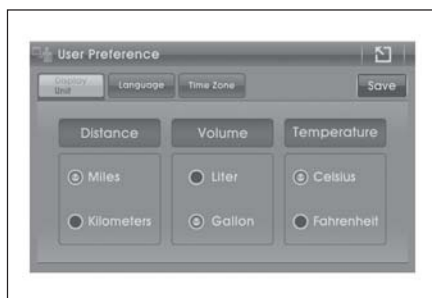 User Preference
Display Language Time Zone Save
Unit
Distance Volume Temperature
Miles Liter Celsius
Kilometers Gallon Fahrenheit